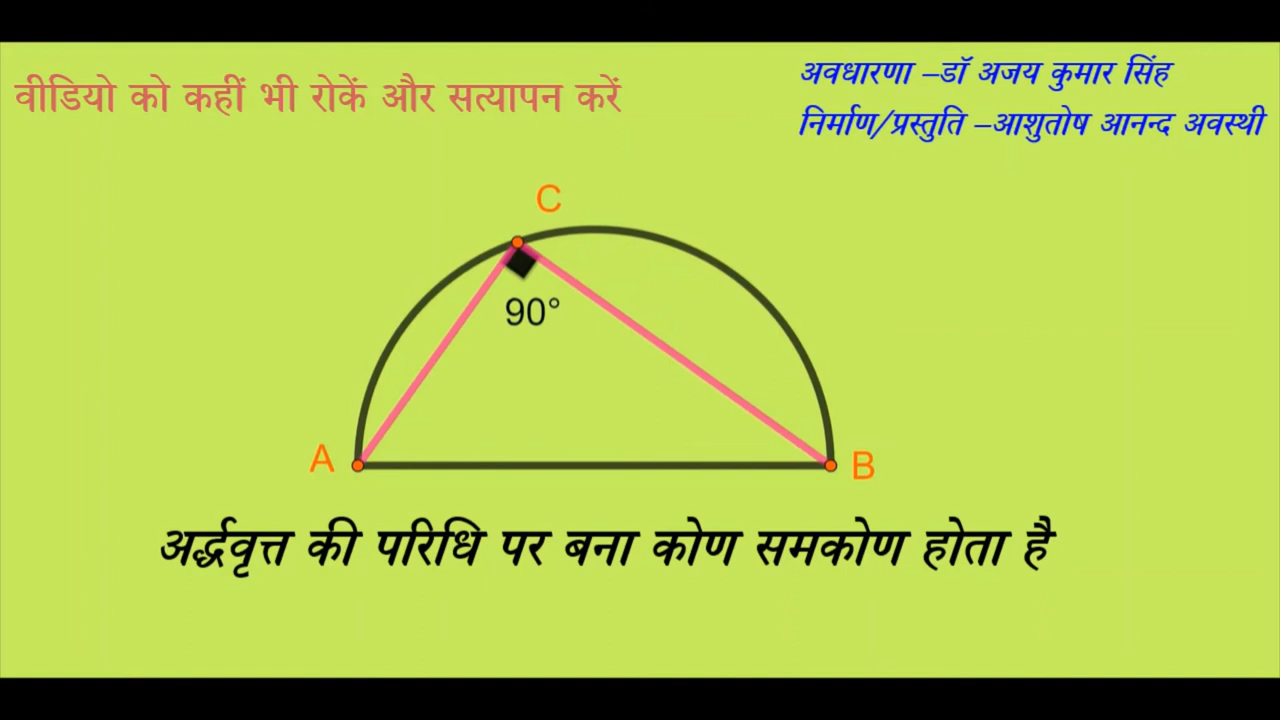 वीडियो को कहीं भी रोकें और सत्यापन करें
अवधारणा –डॉ अजय कुमार सिंह
निर्माण/प्रस्तुति –आशुतोष आनन्द अवस्थी
C
90°
A
B
अर्द्धवृत्त की परिधि पर बना कोण समकोण होता है